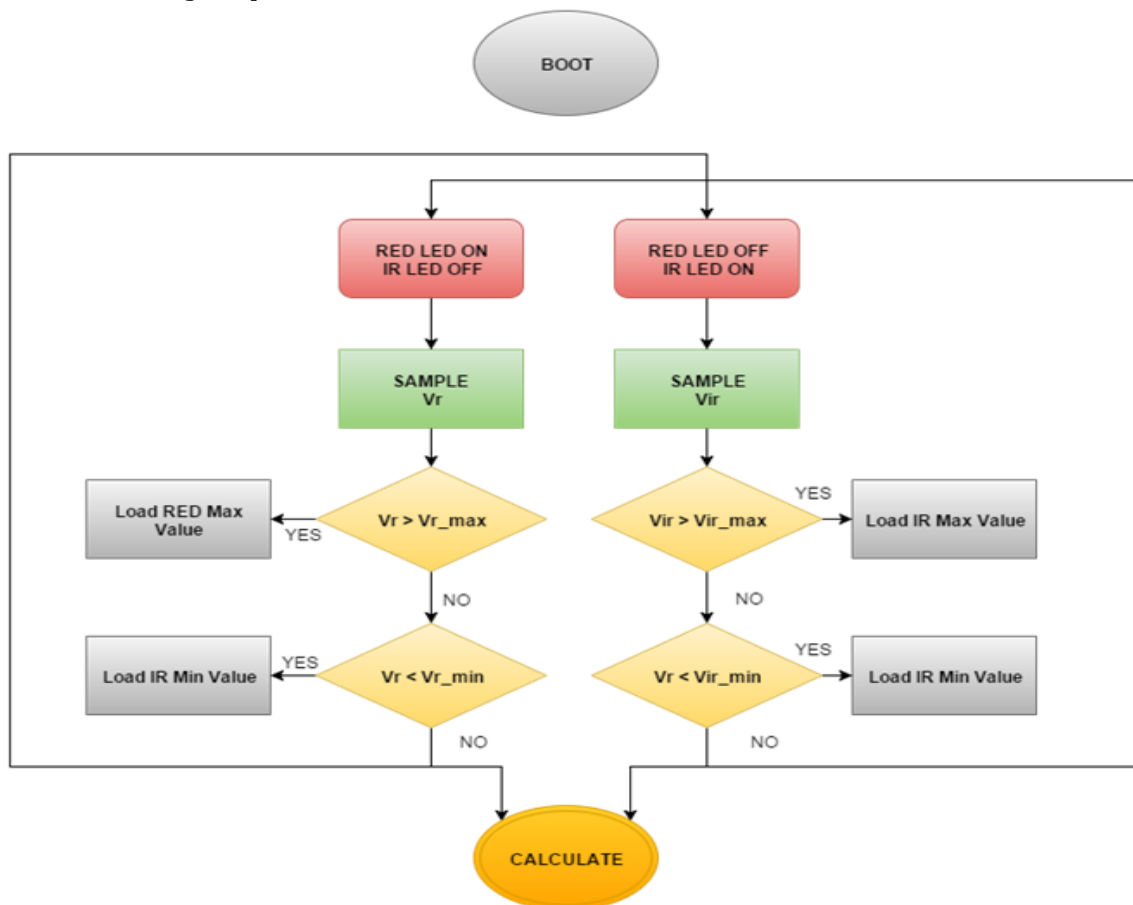 BOOT
RED LED ON
IR LED OFF
RED LED OFF
IR LED ON
SAMPLE
Vr
SAMPLE
Vir
Load RED Max
Value
YES
Vr > Vr_max
Vir > Vir_max
YES
Load IR Max Value
NO
NO
Load IR Min Value
YES
Vr < Vr_min
Vr < Vir_min
YES
Load IR Min Value
NO
NO
CALCULATE